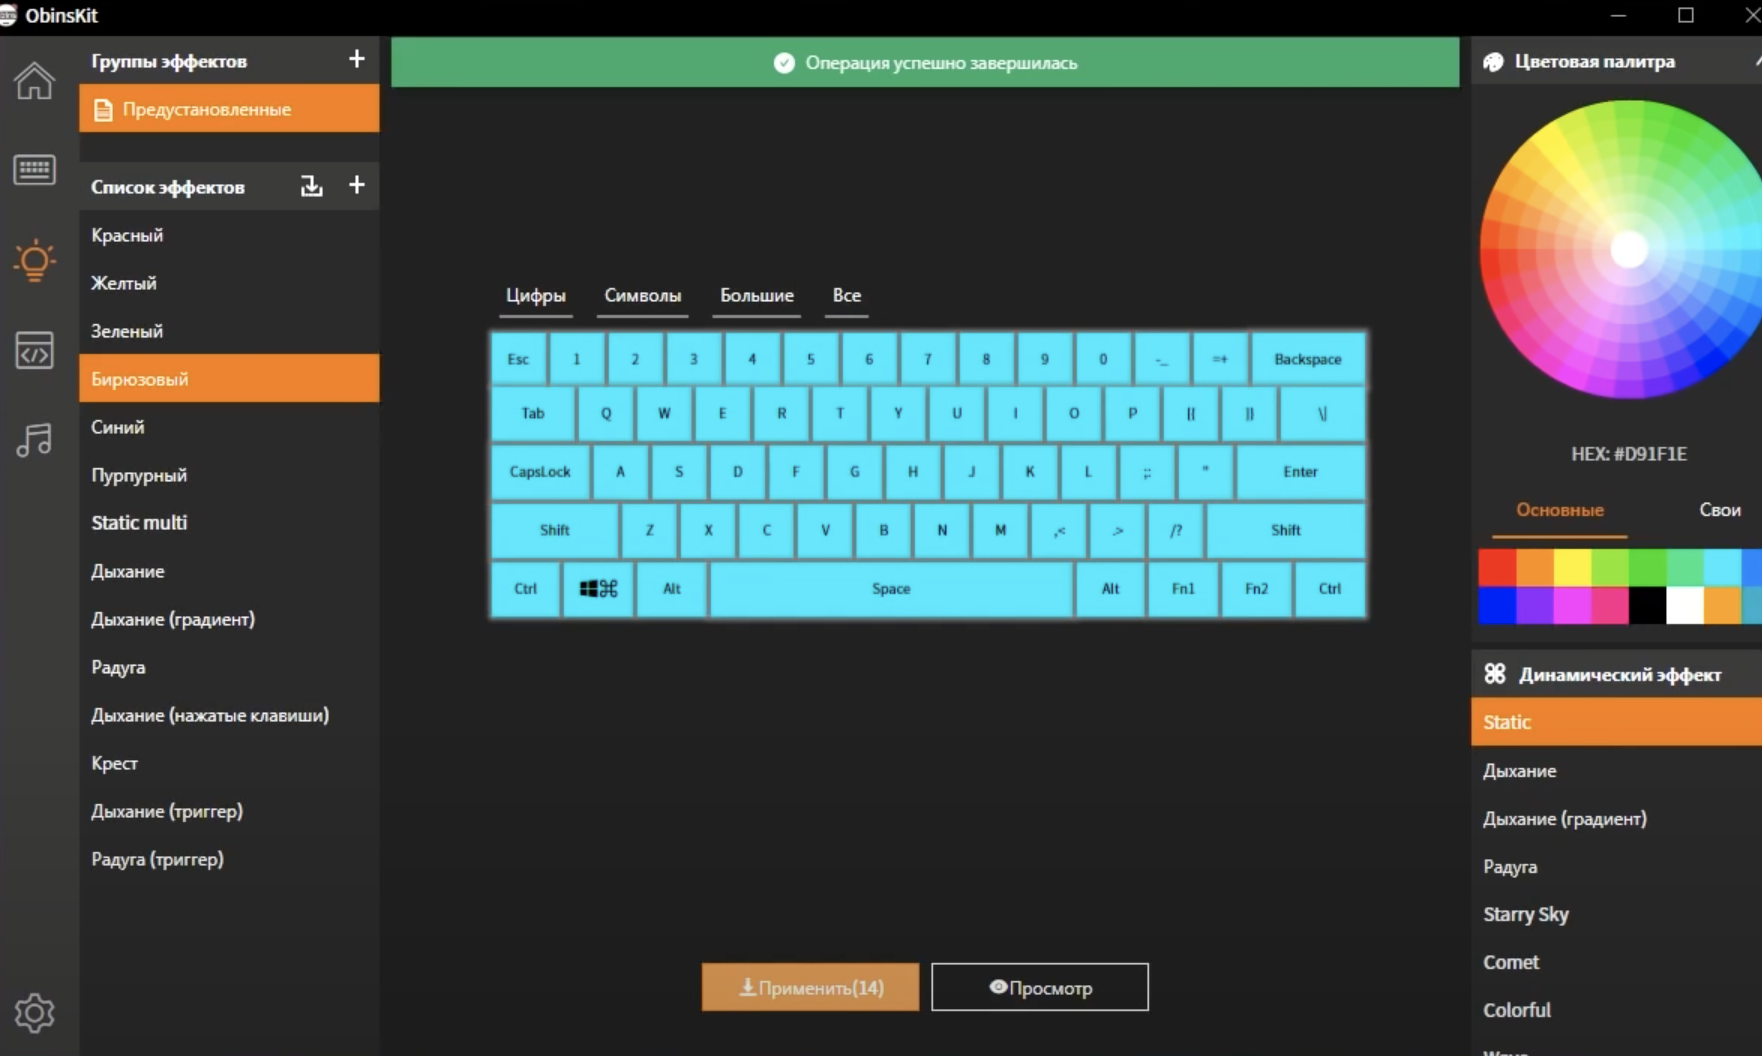 ObinsKit
Группы эффектов +
Предустановленные
Список эффектов +
Красный
Желтый
Зеленый
Бирюзовый
Синий
Пурпурный
Static multi
Дыхание
Дыхание (градиент)
Радуга
Дыхание (нажатые клавиши)
Крест
Дыхание (триггер)
Радуга (триггер)
Операция успешно завершилась
Цифры Символы Большие Все
Esc 1 2 3 4 5 6 7 8 9 0 -_ =+ Backspace
Tab Q W E R T Y U I O P [{ ]} \|
CapsLock A S D F G H J K L ;: " Enter
Shift Z X C V B N M ,< .> /? Shift
Ctrl ⌘ Alt Space Alt Fn1 Fn2 Ctrl
Применить(14) Просмотр
Цветовая палитра
HEX: #D91F1E
Основные Свои
Динамический эффект
Static
Дыхание
Дыхание (градиент)
Радуга
Starry Sky
Comet
Colorful